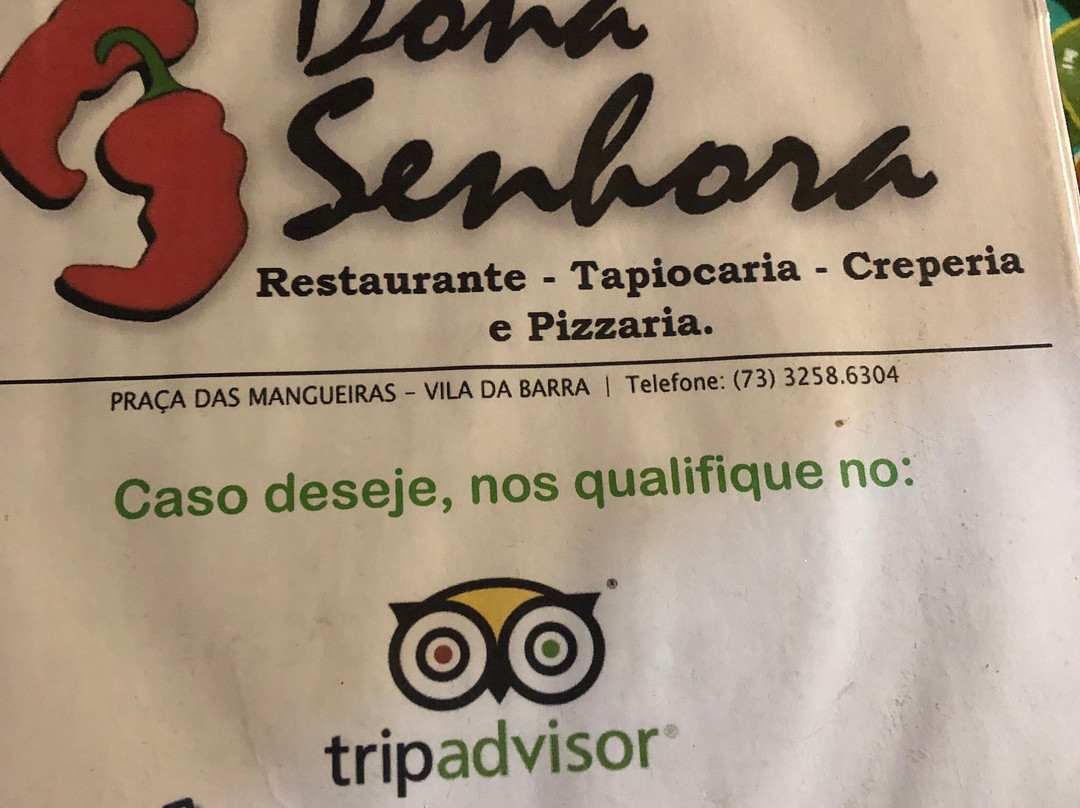 Dona
Senhora
Restaurante - Tapiocaria - Creperia
e Pizzaria.
PRAÇA DAS MANGUEIRAS – VILA DA BARRA | Telefone: (73) 3258.6304
Caso deseje, nos qualifique no:
tripadvisor®